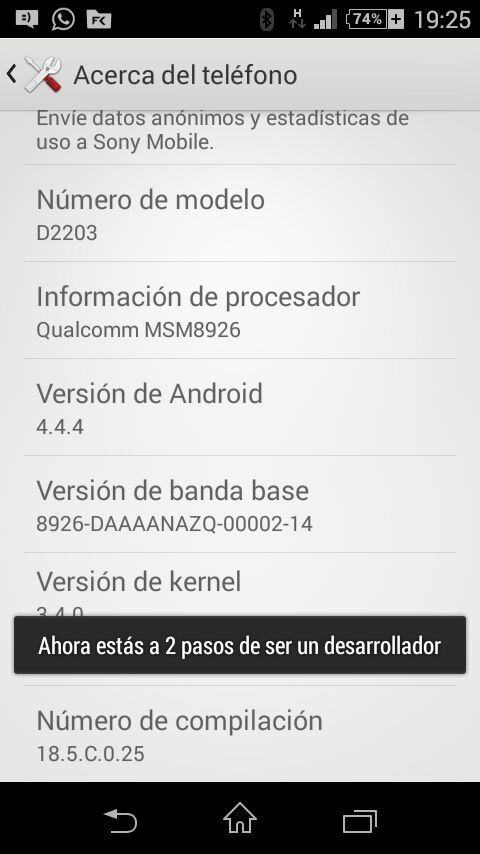 FK
H
74%
19:25
Acerca del teléfono
Envíe datos anónimos y estadísticas de
uso a Sony Mobile.
Número de modelo
D2203
Información de procesador
Qualcomm MSM8926
Versión de Android
4.4.4
Versión de banda base
8926-DAAAANAZQ-00002-14
Versión de kernel
3.4.0
Ahora estás a 2 pasos de ser un desarrollador
Número de compilación
18.5.C.0.25